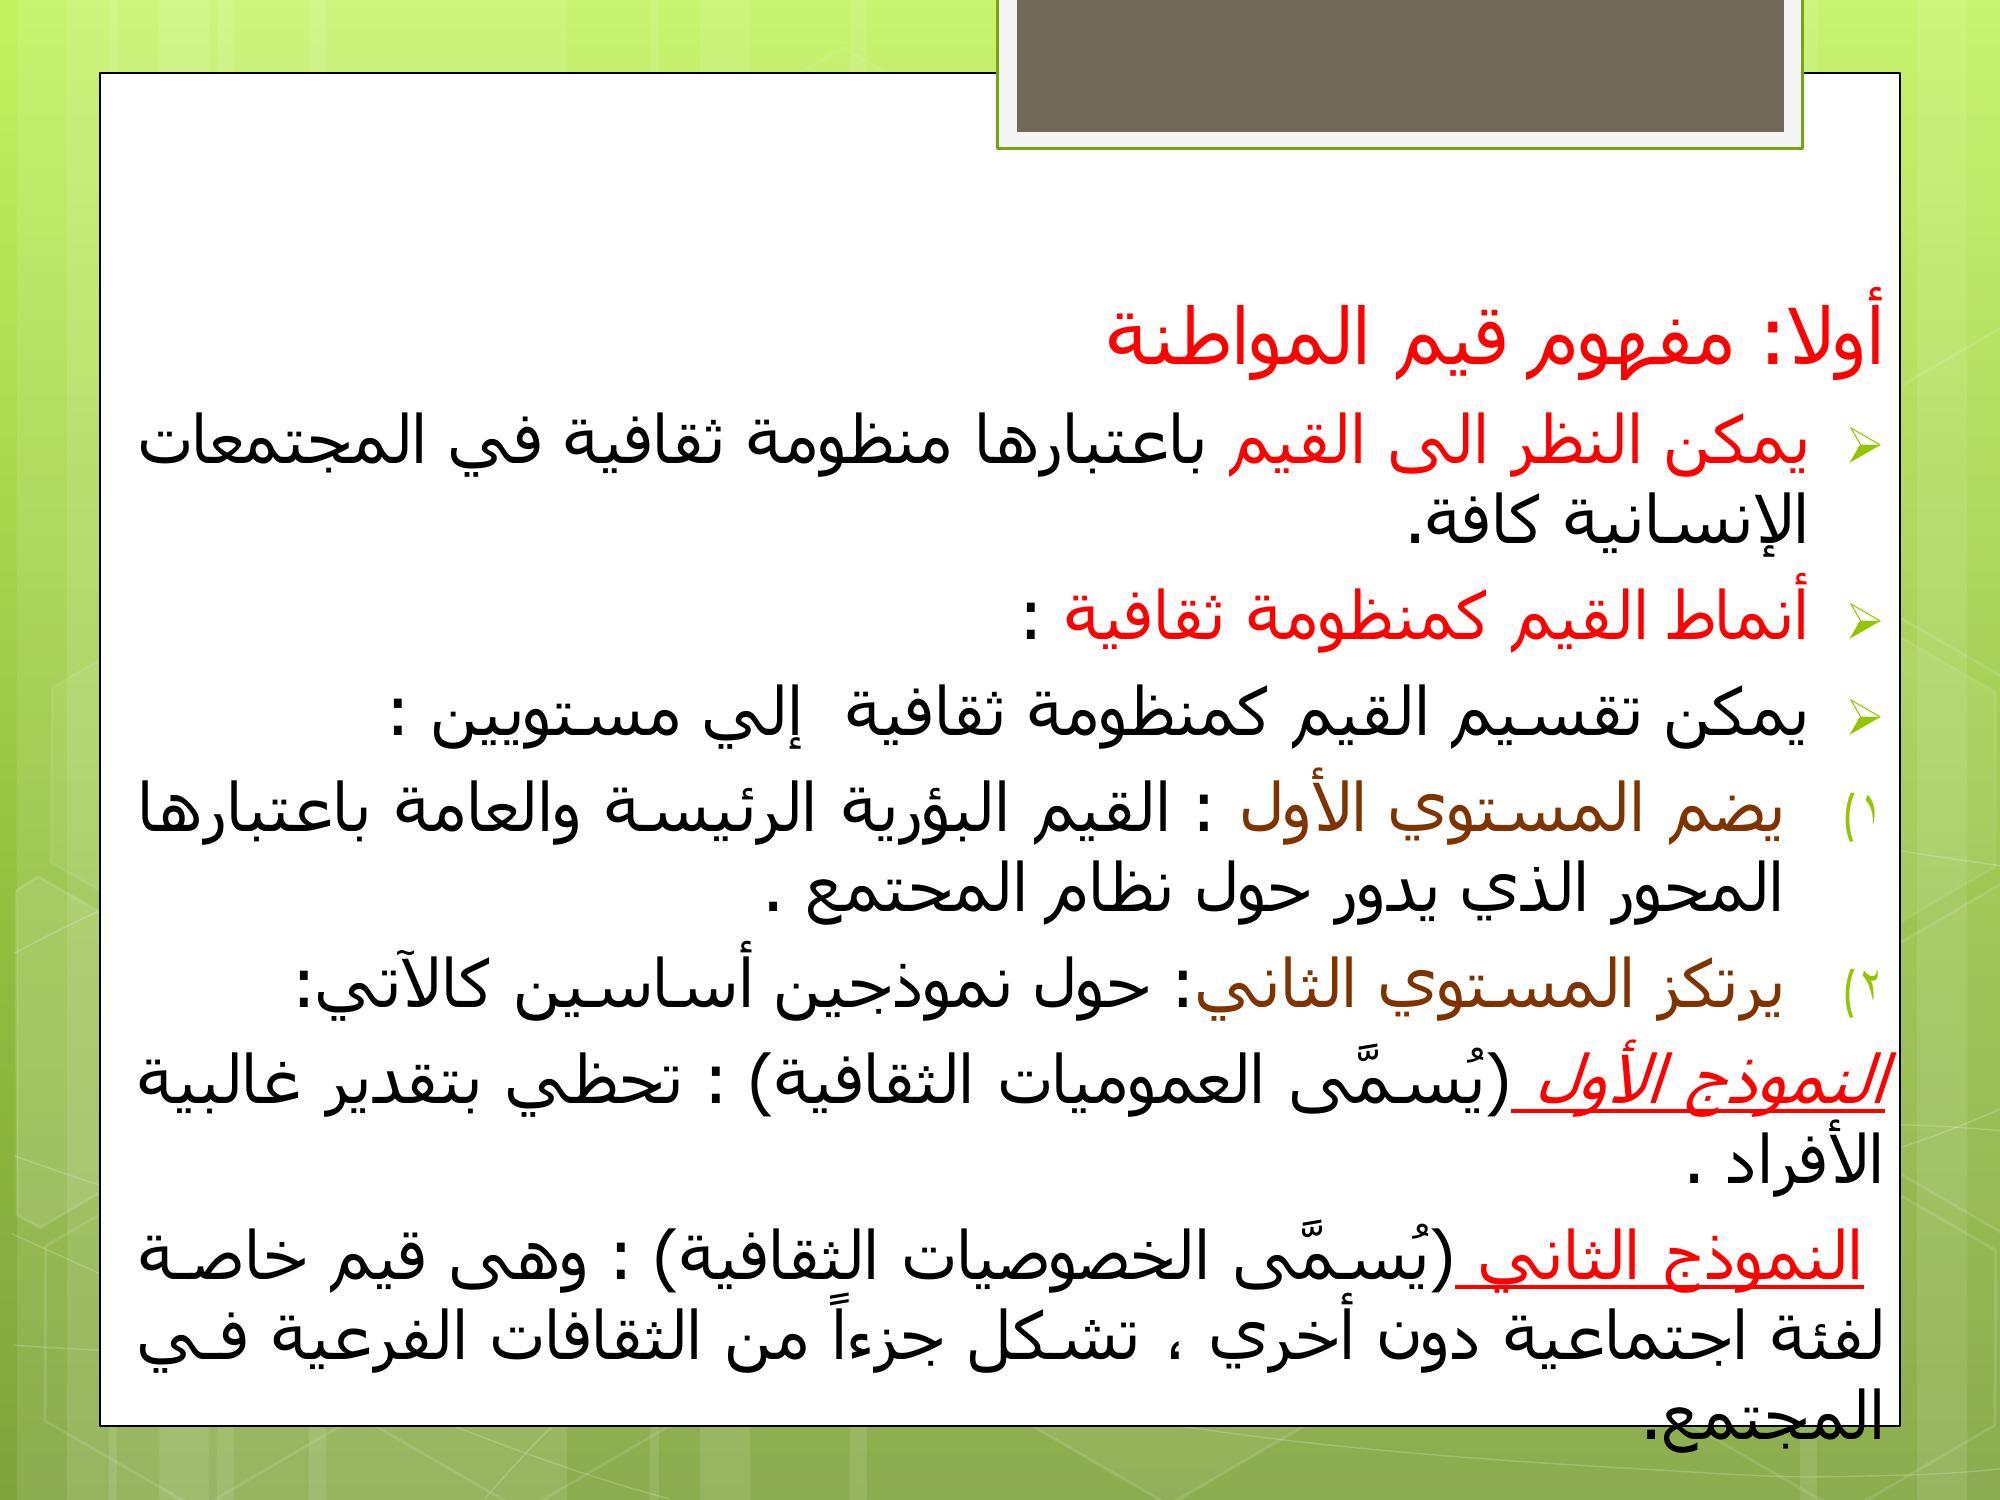 أولا: مفهوم قيم المواطنة
يمكن النظر الى القيم باعتبارها منظومة ثقافية في المجتمعات
الإنسانية كافة.
أنماط القيم كمنظومة ثقافية :
يمكن تقسيم القيم كمنظومة ثقافية إلي مستويين :
١) يضم المستوي الأول : القيم البؤرية الرئيسة والعامة باعتبارها
المحور الذي يدور حول نظام المحتمع .
٢) يرتكز المستوي الثاني: حول نموذجين أساسين كالآتي:
النموذج الأول (يُسمَّى العموميات الثقافية) : تحظي بتقدير غالبية
الأفراد .
النموذج الثاني (يُسمَّى الخصوصيات الثقافية) : وهى قيم خاصة
لفئة اجتماعية دون أخري ، تشكل جزءاً من الثقافات الفرعية في
المجتمع.